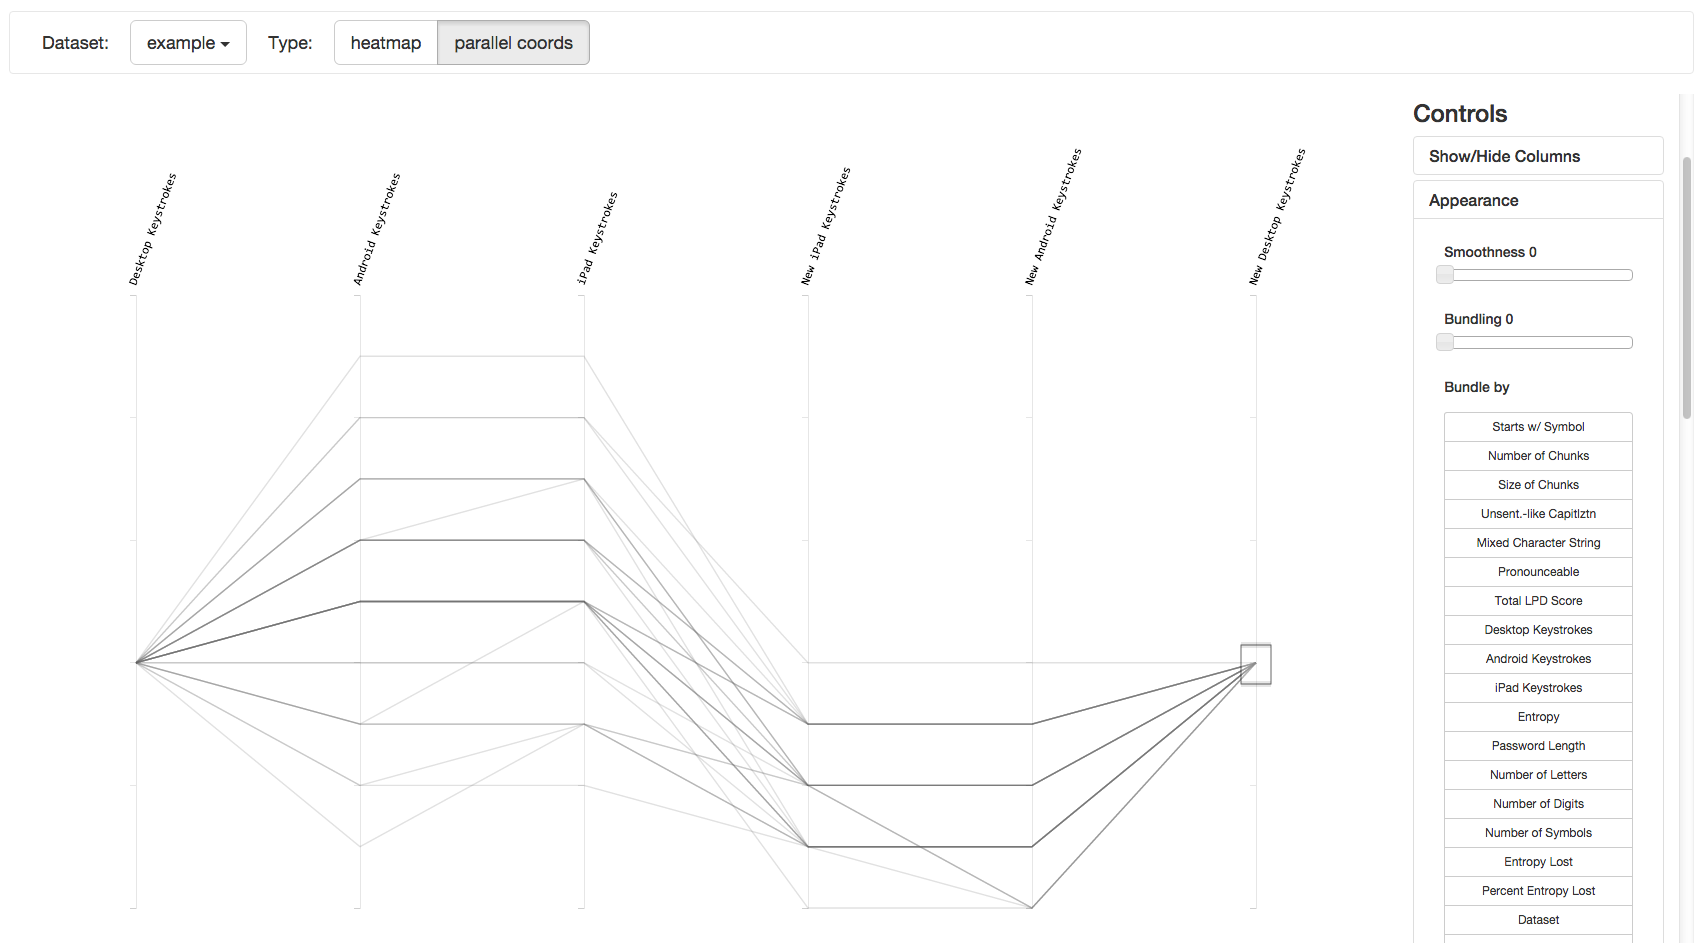 Dataset: example Type: heatmap parallel coords
Controls
Show/Hide Columns
Appearance
Desktop Keystrokes
Android Keystrokes
iPad Keystrokes
New iPad Keystrokes
New Android Keystrokes
New Desktop Keystrokes
Smoothness 0
Bundling 0
Bundle by
Starts w/ Symbol
Number of Chunks
Size of Chunks
Unsent.-like Capitlztn
Mixed Character String
Pronounceable
Total LPD Score
Desktop Keystrokes
Android Keystrokes
iPad Keystrokes
Entropy
Password Length
Number of Letters
Number of Digits
Number of Symbols
Entropy Lost
Percent Entropy Lost
Dataset